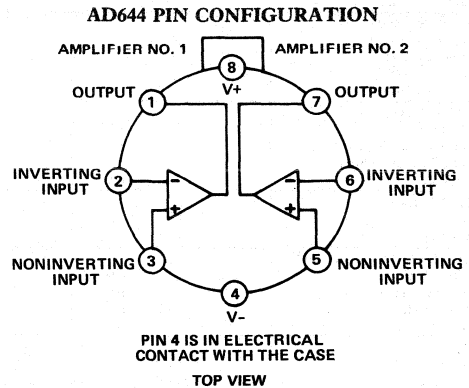 AD644 PIN CONFIGURATION
AMPLIFIER NO. 1
AMPLIFIER NO. 2
8
V+
OUTPUT
1
7
OUTPUT
INVERTING
INPUT
2
−
−
6
INVERTING
INPUT
+
+
NONINVERTING
INPUT
3
5
NONINVERTING
INPUT
4
V−
PIN 4 IS IN ELECTRICAL
CONTACT WITH THE CASE
TOP VIEW